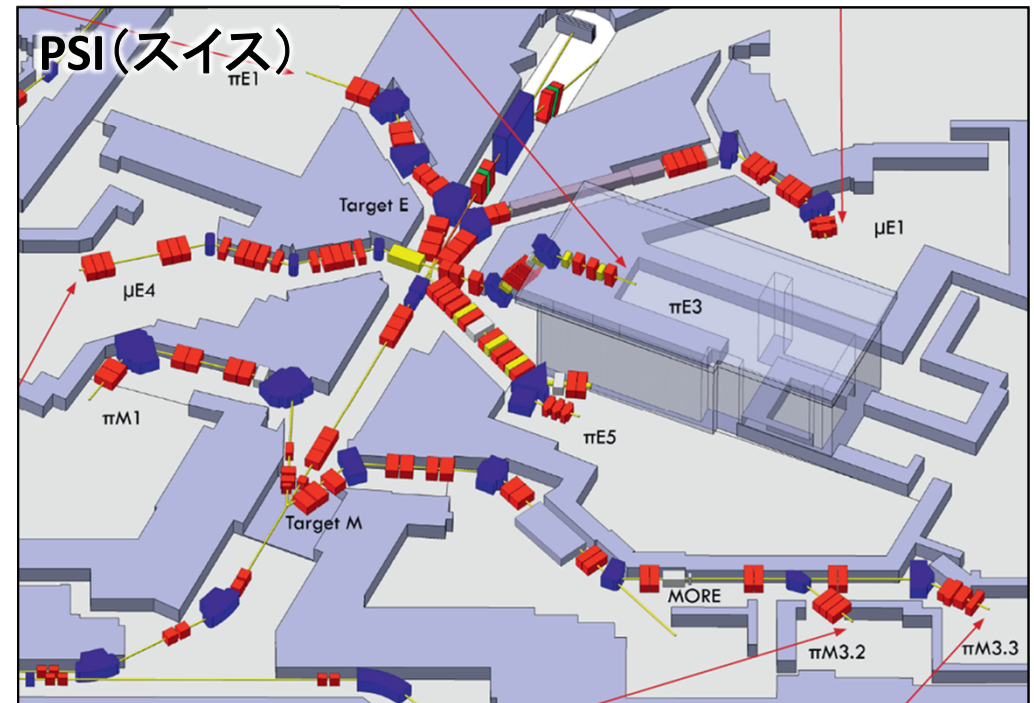 PSI（スイス）
πE1
Target E
μE1
μE4
πE3
πM1
πE5
Target M
MORE
πM3.2
πM3.3